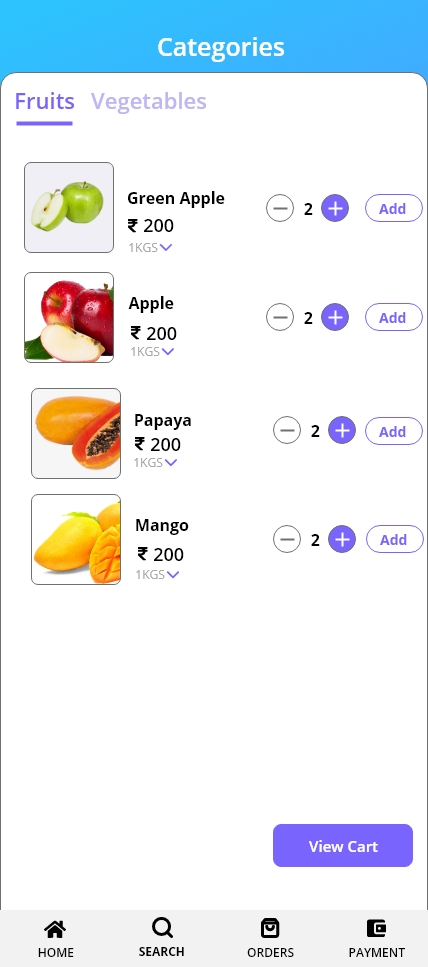 Categories
Fruits Vegetables
Green Apple
₹ 200
1KGS
2
Add
Apple
₹ 200
1KGS
2
Add
Papaya
₹ 200
1KGS
2
Add
Mango
₹ 200
1KGS
2
Add
View Cart
HOME SEARCH ORDERS PAYMENT